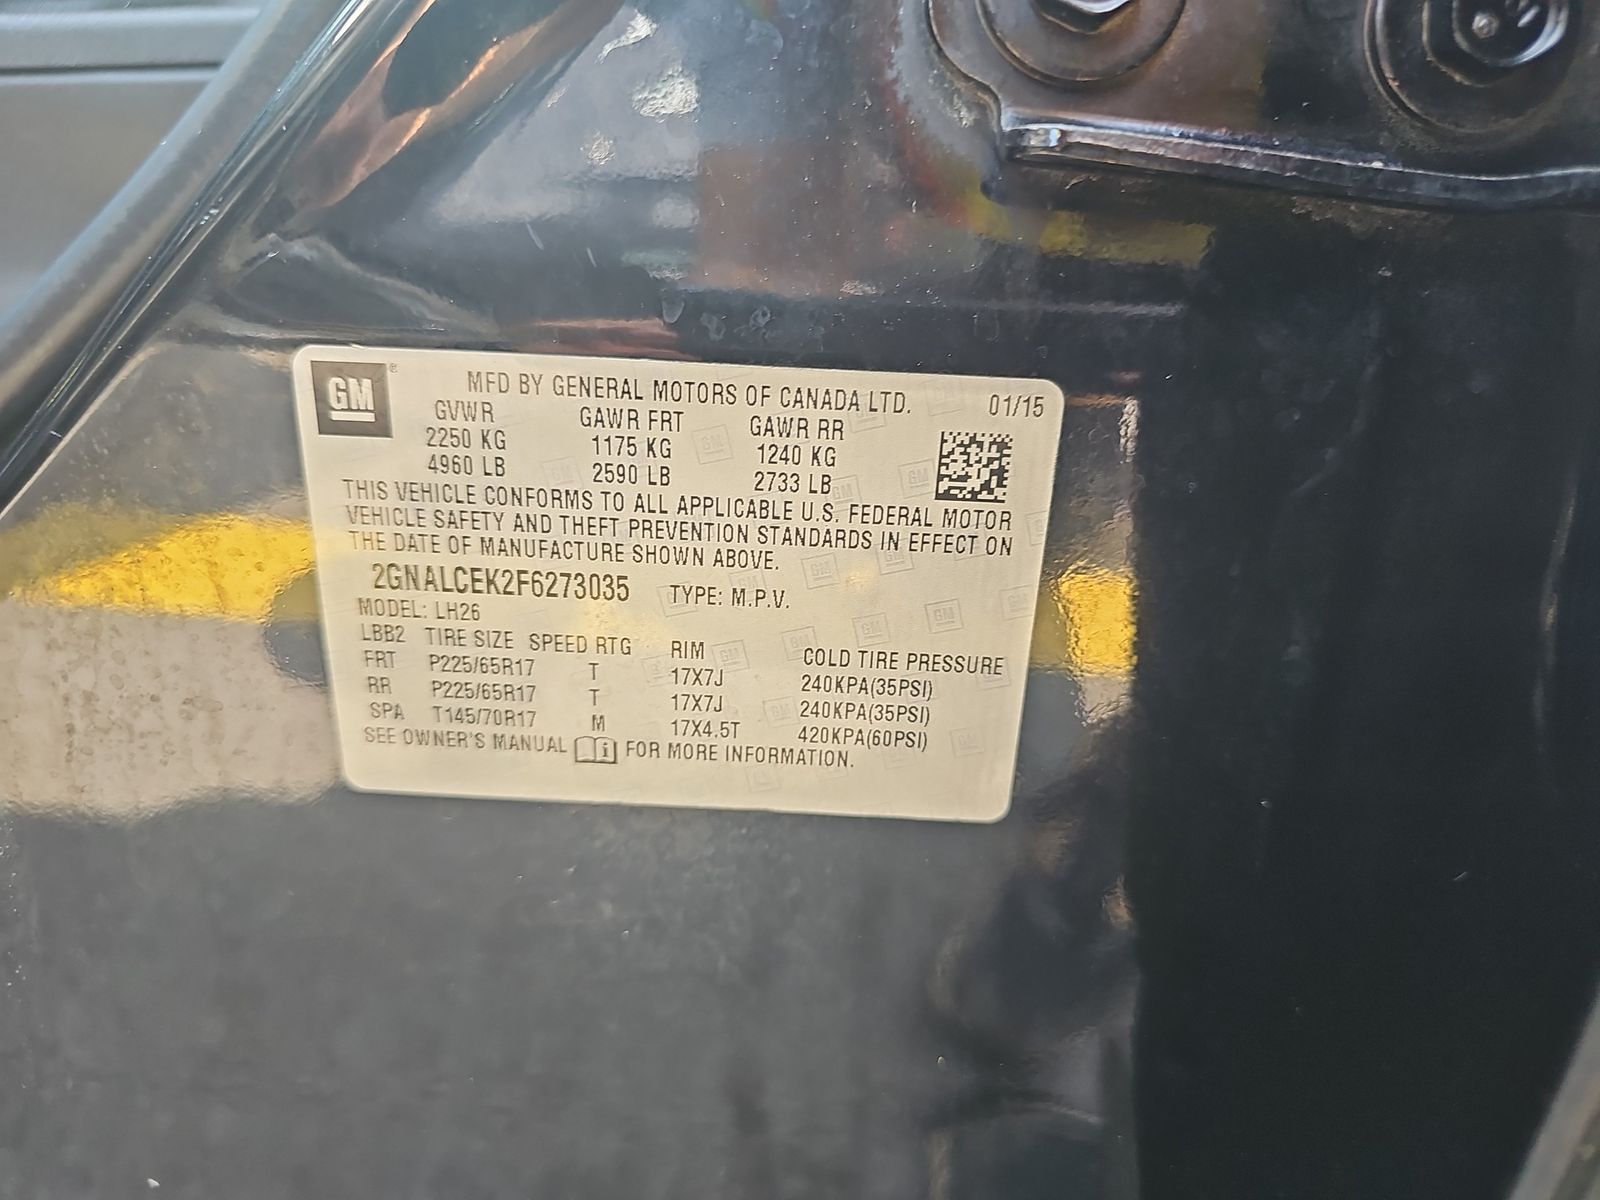 GM®
MFD BY GENERAL MOTORS OF CANADA LTD. 01/15
GVWR GAWR FRT GAWR RR
2250 KG 1175 KG 1240 KG
4960 LB 2590 LB 2733 LB
THIS VEHICLE CONFORMS TO ALL APPLICABLE U.S. FEDERAL MOTOR
VEHICLE SAFETY AND THEFT PREVENTION STANDARDS IN EFFECT ON
THE DATE OF MANUFACTURE SHOWN ABOVE.
2GNALCEK2F6273035 TYPE: M.P.V.
MODEL: LH26
LBB2 TIRE SIZE SPEED RTG RIM COLD TIRE PRESSURE
FRT P225/65R17 T 17X7J 240KPA(35PSI)
RR P225/65R17 T 17X7J 240KPA(35PSI)
SPA T145/70R17 M 17X4.5T 420KPA(60PSI)
SEE OWNER'S MANUAL i FOR MORE INFORMATION.